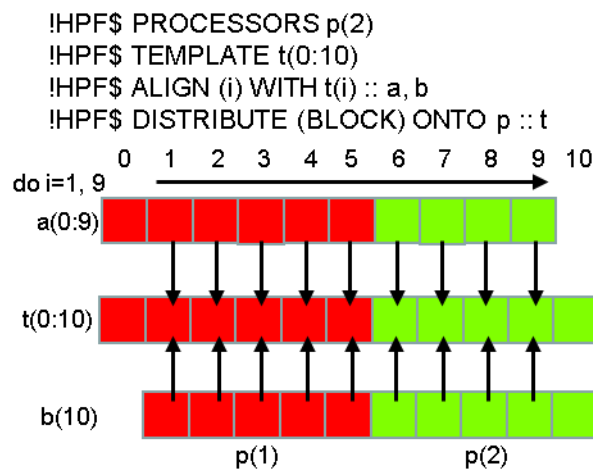 !HPF$ PROCESSORS p(2)
!HPF$ TEMPLATE t(0:10)
!HPF$ ALIGN (i) WITH t(i) :: a, b
!HPF$ DISTRIBUTE (BLOCK) ONTO p :: t
0 1 2 3 4 5 6 7 8 9 10
do i=1, 9
a(0:9)
t(0:10)
b(10)
p(1) p(2)